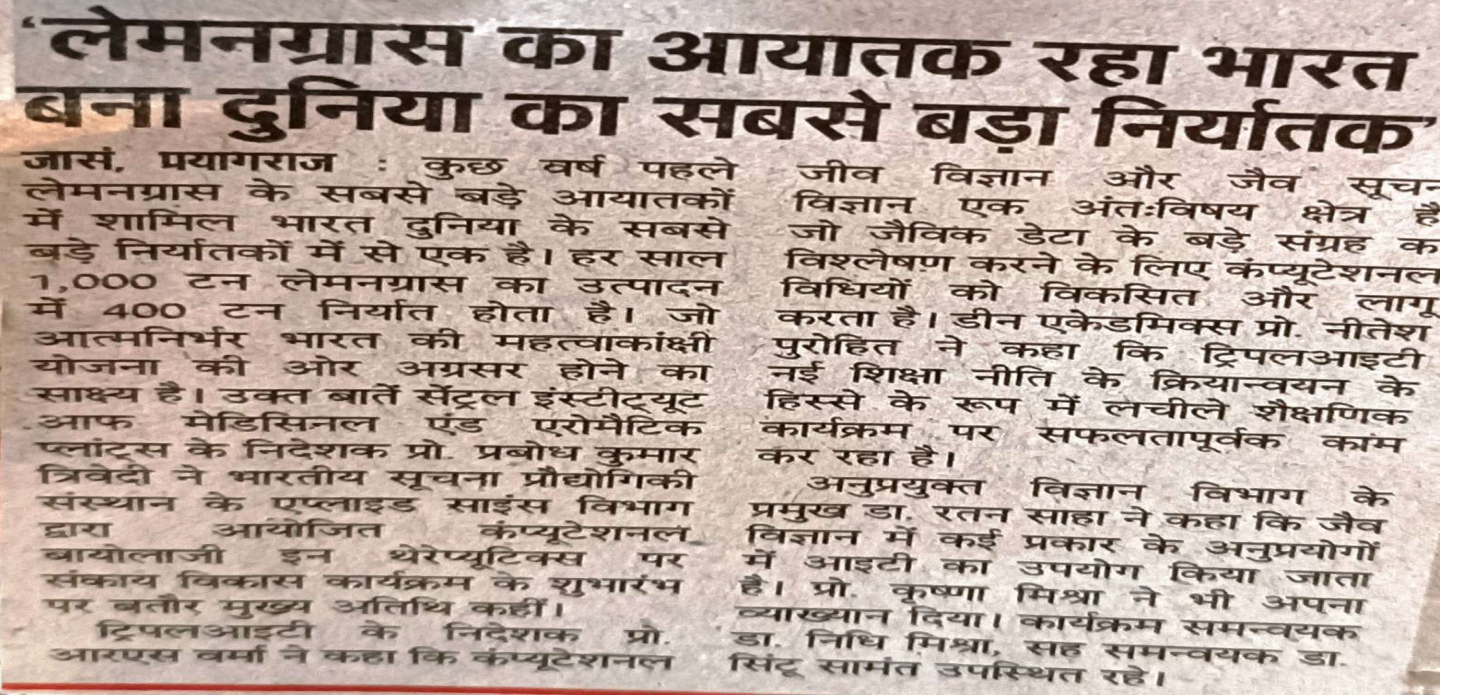 ‘लेमनग्रास का आयातक रहा भारत
बना दुनिया का सबसे बड़ा निर्यातक’
जासं, प्रयागराज : कुछ वर्ष पहले
लेमनग्रास के सबसे बड़े आयातकों
में शामिल भारत दुनिया के सबसे
बड़े निर्यातकों में से एक है। हर साल
1,000 टन लेमनग्रास का उत्पादन
में 400 टन निर्यात होता है। जो
आत्मनिर्भर भारत की महत्वाकांक्षी
योजना की ओर अग्रसर होने का
साक्ष्य है। उक्त बातें सेंट्रल इंस्टीट्यूट
आफ मेडिसिनल एंड एरोमैटिक
प्लांट्स के निदेशक प्रो. प्रबोध कुमार
त्रिवेदी ने भारतीय सूचना प्रौद्योगिकी
संस्थान के एप्लाइड साइंस विभाग
द्वारा आयोजित कंप्यूटेशनल
बायोलाजी इन थेरेप्यूटिक्स पर
संकाय विकास कार्यक्रम के शुभारंभ
पर बतौर मुख्य अतिथि कहीं।
ट्रिपलआइटी के निदेशक प्रो.
आरएस वर्मा ने कहा कि कंप्यूटेशनल
जीव विज्ञान और जैव सूचन
विज्ञान एक अंतःविषय क्षेत्र है
जो जैविक डेटा के बड़े संग्रह क
विश्लेषण करने के लिए कंप्यूटेशनल
विधियों को विकसित और लागू
करता है। डीन एकेडमिक्स प्रो. नीतेश
पुरोहित ने कहा कि ट्रिपलआइटी
नई शिक्षा नीति के क्रियान्वयन के
हिस्से के रूप में लचीले शैक्षणिक
कार्यक्रम पर सफलतापूर्वक काम
कर रहा है।
अनुप्रयुक्त विज्ञान विभाग के
प्रमुख डा. रतन साहा ने कहा कि जैव
विज्ञान में कई प्रकार के अनुप्रयोगों
में आइटी का उपयोग किया जाता
है। प्रो. कृष्णा मिश्रा ने भी अपना
व्याख्यान दिया। कार्यक्रम समन्वयक
डा. निधि मिश्रा, सह समन्वयक डा.
सिंटू सामंत उपस्थित रहे।